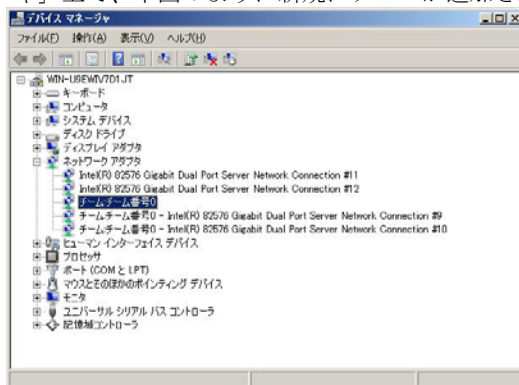 デバイス マネージャ
ファイル(F) 操作(A) 表示(V) ヘルプ(H)
WIN-U9EWIV7D1JT
キーボード
コンピュータ
システム デバイス
ディスク ドライブ
ディスプレイ アダプタ
ネットワーク アダプタ
Intel(R) 82576 Gigabit Dual Port Server Network Connection #11
Intel(R) 82576 Gigabit Dual Port Server Network Connection #12
チームチーム番号0
チームチーム番号0 - Intel(R) 82576 Gigabit Dual Port Server Network Connection #9
チームチーム番号0 - Intel(R) 82576 Gigabit Dual Port Server Network Connection #10
ヒューマン インターフェイス デバイス
プロセッサ
ポート (COM と LPT)
マウスとそのほかのポインティング デバイス
モニタ
ユニバーサル シリアル バス コントローラ
記憶域コントローラ